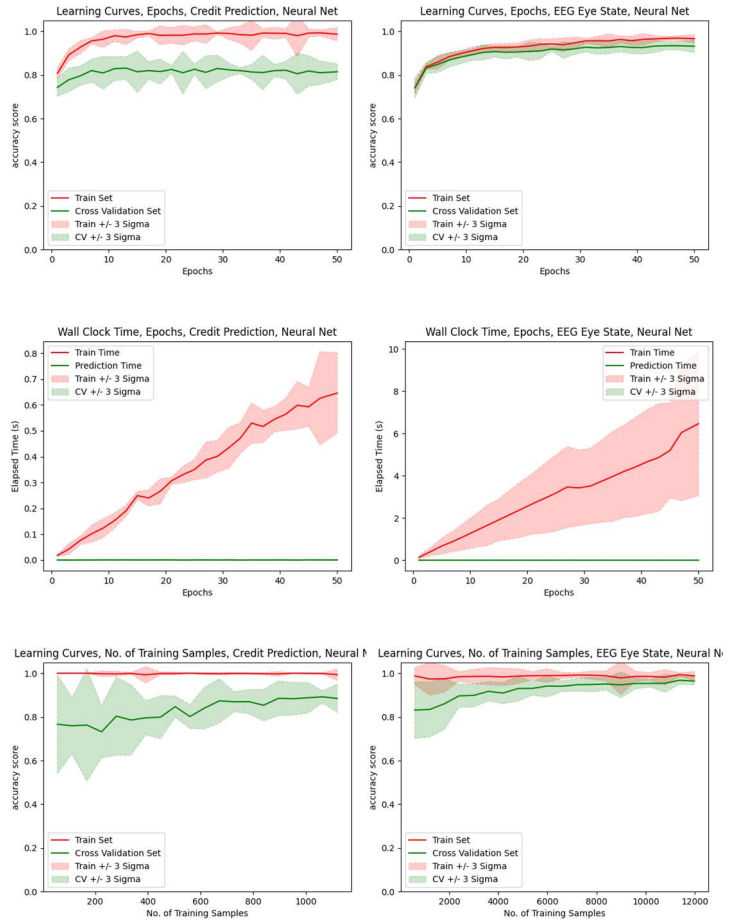 Learning Curves, Epochs, Credit Prediction, Neural Net
1.0
0.8
0.6
0.4
0.2
0.0
accuracy score
Train Set
Cross Validation Set
Train +/- 3 Sigma
CV +/- 3 Sigma
0 10 20 30 40 50
Epochs
Learning Curves, Epochs, EEG Eye State, Neural Net
1.0
0.8
0.6
0.4
0.2
0.0
accuracy score
Train Set
Cross Validation Set
Train +/- 3 Sigma
CV +/- 3 Sigma
0 10 20 30 40 50
Epochs
Wall Clock Time, Epochs, Credit Prediction, Neural Net
0.8
0.7
0.6
0.5
0.4
0.3
0.2
0.1
0.0
Elapsed Time (s)
Train Time
Prediction Time
Train +/- 3 Sigma
CV +/- 3 Sigma
0 10 20 30 40 50
Epochs
Wall Clock Time, Epochs, EEG Eye State, Neural Net
10
8
6
4
2
0
Elapsed Time (s)
Train Time
Prediction Time
Train +/- 3 Sigma
CV +/- 3 Sigma
0 10 20 30 40 50
Epochs
Learning Curves, No. of Training Samples, Credit Prediction, Neural N
1.0
0.8
0.6
0.4
0.2
0.0
accuracy score
Train Set
Cross Validation Set
Train +/- 3 Sigma
CV +/- 3 Sigma
200 400 600 800 1000
No. of Training Samples
Learning Curves, No. of Training Samples, EEG Eye State, Neural Ne
1.0
0.8
0.6
0.4
0.2
0.0
accuracy score
Train Set
Cross Validation Set
Train +/- 3 Sigma
CV +/- 3 Sigma
2000 4000 6000 8000 10000 12000
No. of Training Samples